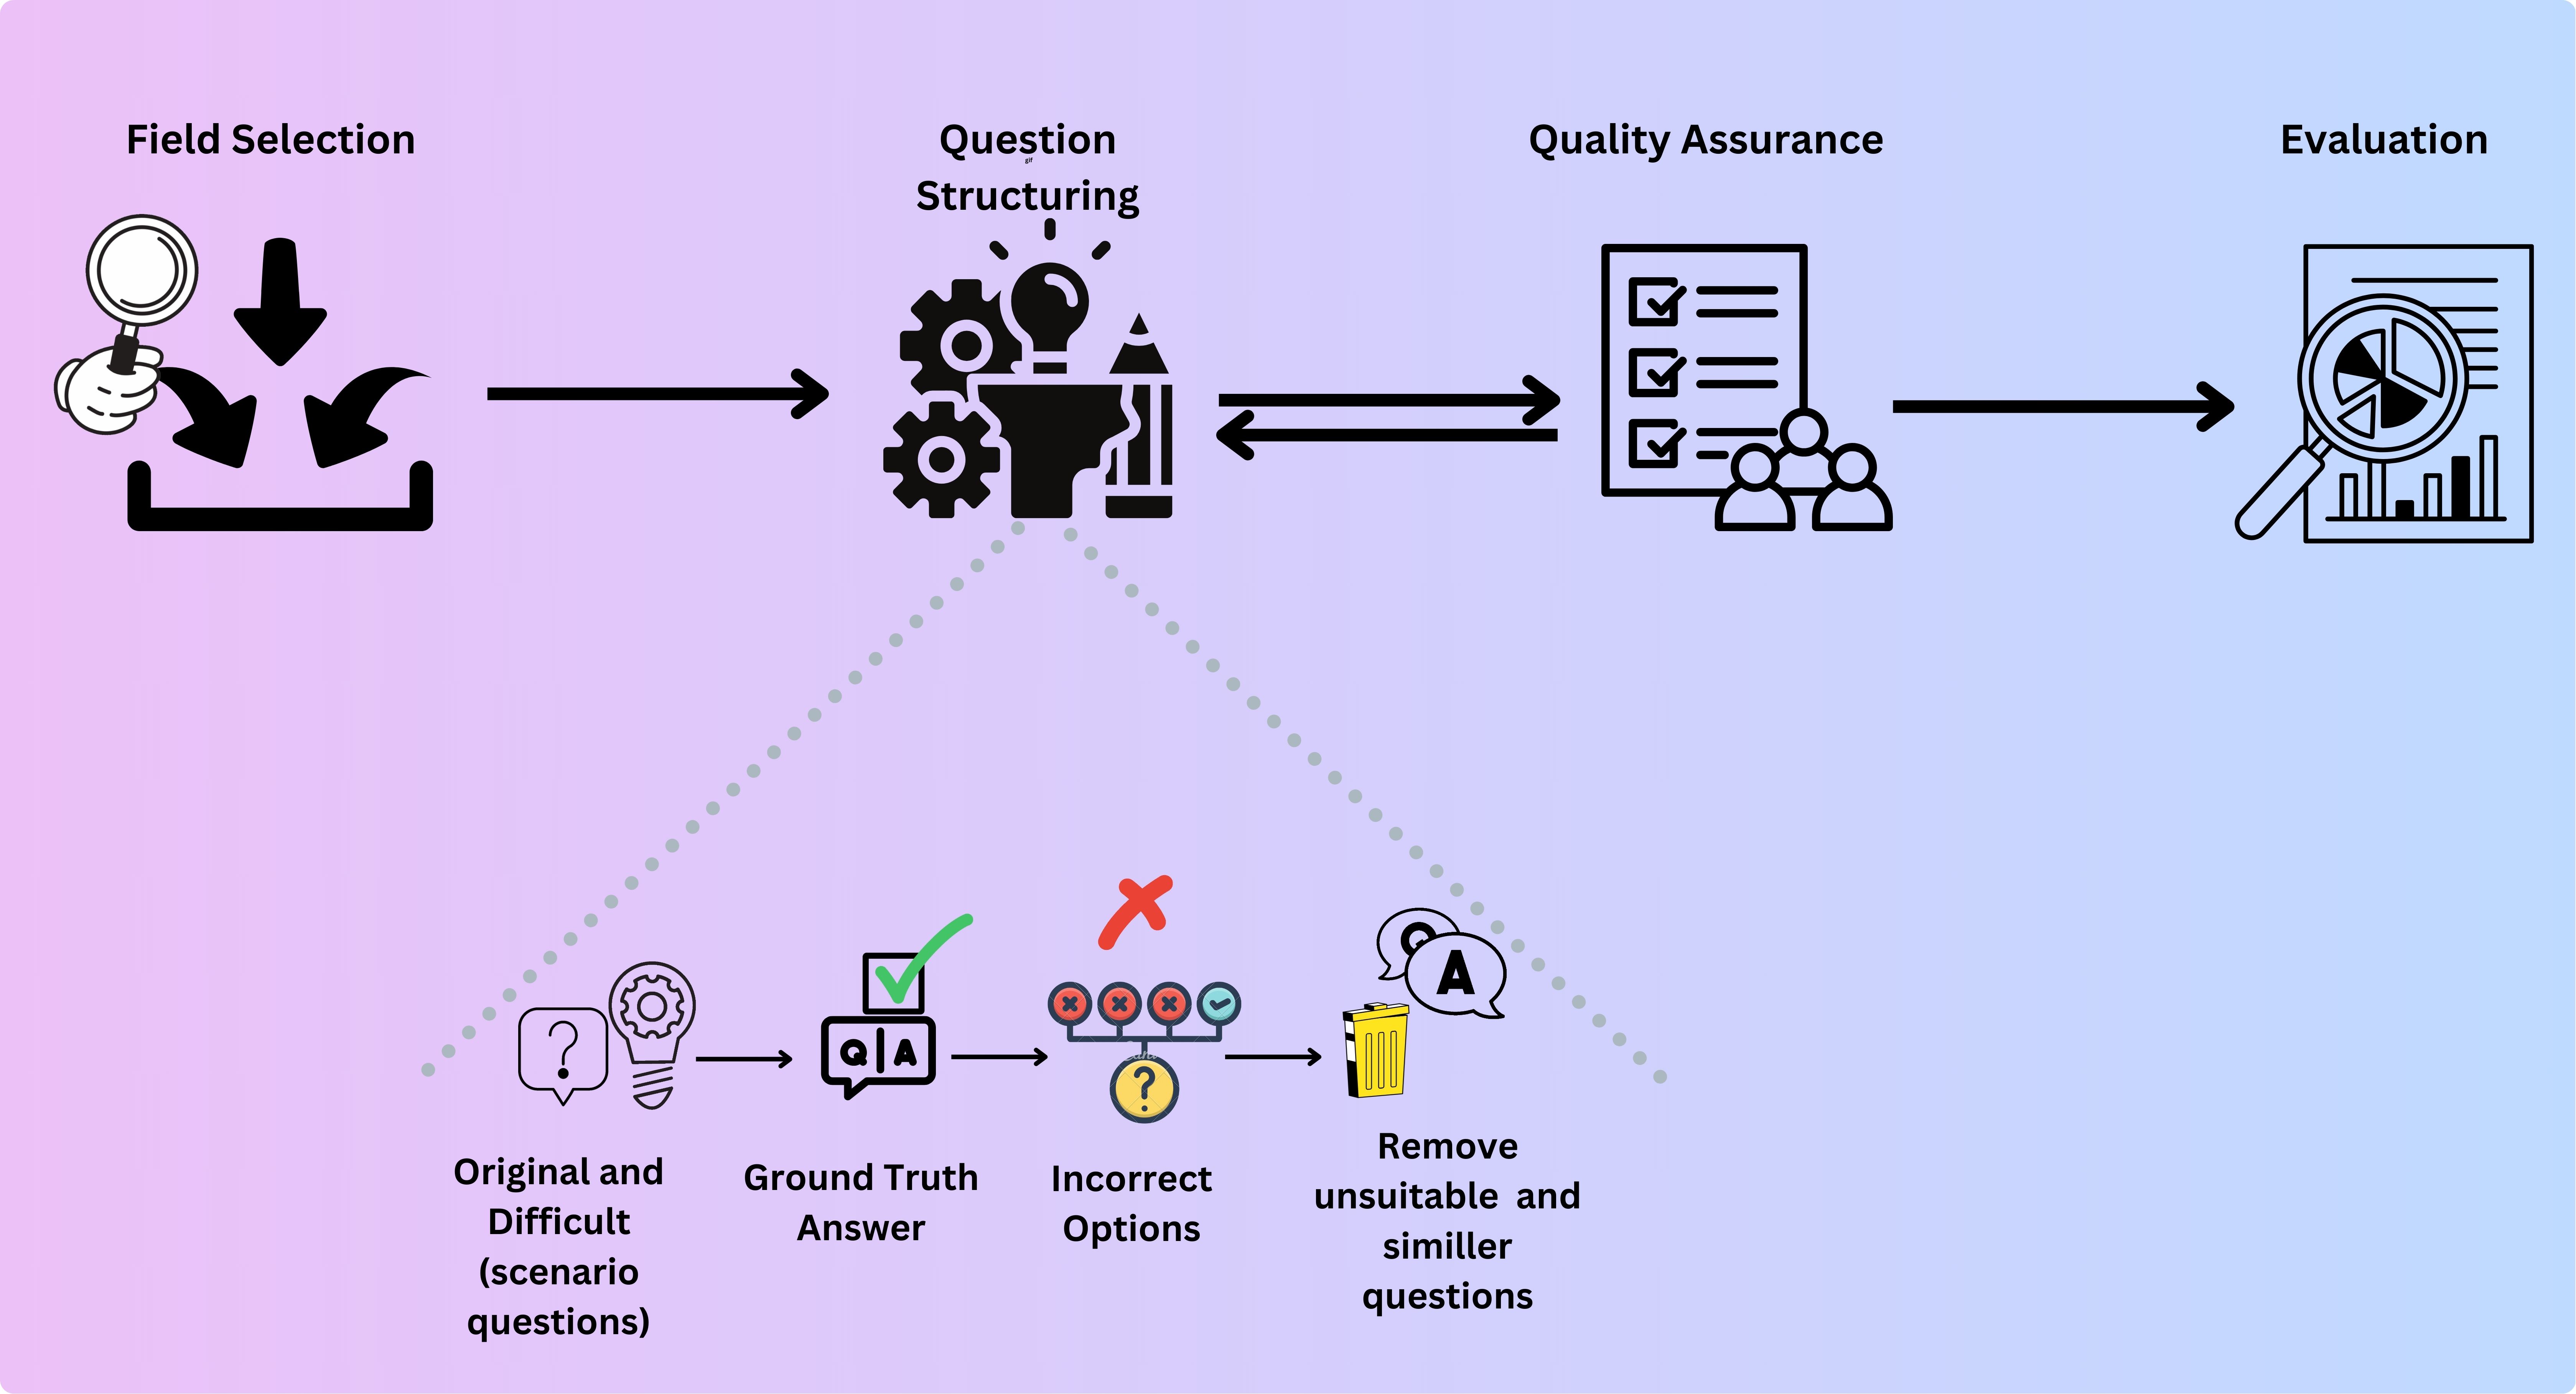 Field Selection
Question
gif
Structuring
Quality Assurance
Evaluation
?
Q A
?
Q
A
Original and
Difficult
(scenario
questions)
Ground Truth
Answer
Incorrect
Options
Remove
unsuitable and
similler
questions